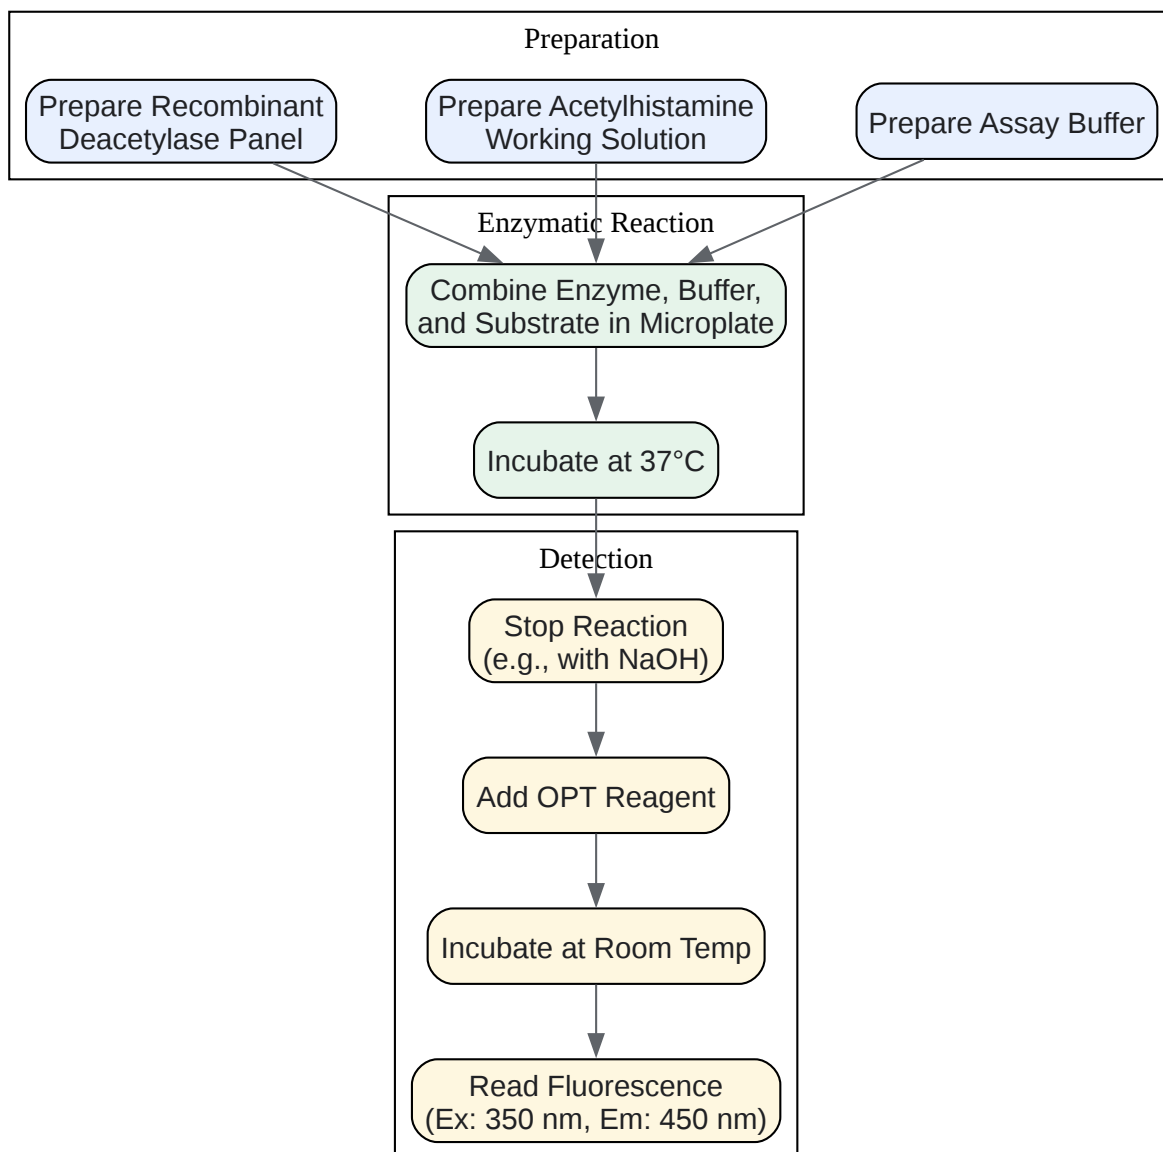 Preparation
Prepare Recombinant
Deacetylase Panel
Prepare Acetylhistamine
Working Solution
Prepare Assay Buffer
Enzymatic Reaction
Combine Enzyme, Buffer,
and Substrate in Microplate
Incubate at 37°C
Detection
Stop Reaction
(e.g., with NaOH)
Add OPT Reagent
Incubate at Room Temp
Read Fluorescence
(Ex: 350 nm, Em: 450 nm)